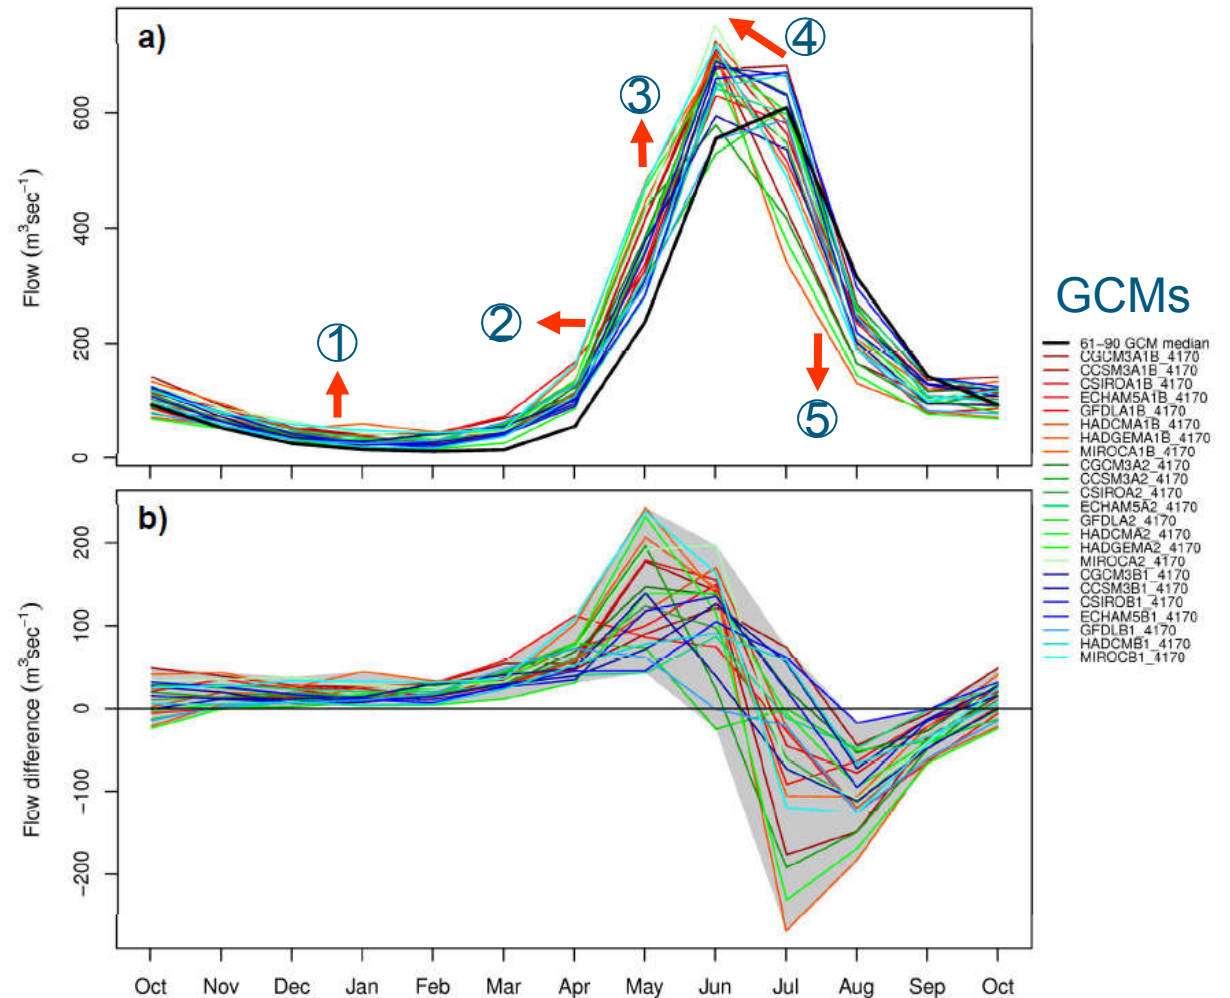 a)
①
②
③
④
⑤
Flow (m³sec⁻¹)
0
200
400
600
b)
Flow difference (m³sec⁻¹)
−200
−100
0
100
200
Oct Nov Dec Jan Feb Mar Apr May Jun Jul Aug Sep Oct
GCMs
61−90 GCM median
CGCM3A1B_4170
CCSM3A1B_4170
CSIROA1B_4170
ECHAM5A1B_4170
GFDLA1B_4170
HADCMA1B_4170
HADGEMA1B_4170
MIROCA1B_4170
CGCM3A2_4170
CCSM3A2_4170
CSIROA2_4170
ECHAM5A2_4170
GFDLA2_4170
HADCMA2_4170
HADGEMA2_4170
MIROCA2_4170
CGCM3B1_4170
CCSM3B1_4170
CSIROB1_4170
ECHAM5B1_4170
GFDLB1_4170
HADCMB1_4170
MIROCB1_4170